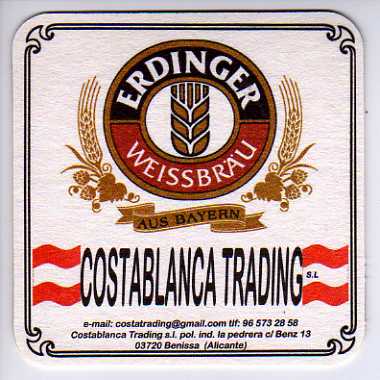 ERDINGER
WEISSBRÄU
AUS BAYERN
COSTABLANCA TRADING S.L
e-mail: costatrading@gmail.com tlf: 96 573 28 58
Costablanca Trading s.l. pol. ind. la pedrera c/ Benz 13
03720 Benissa (Alicante)